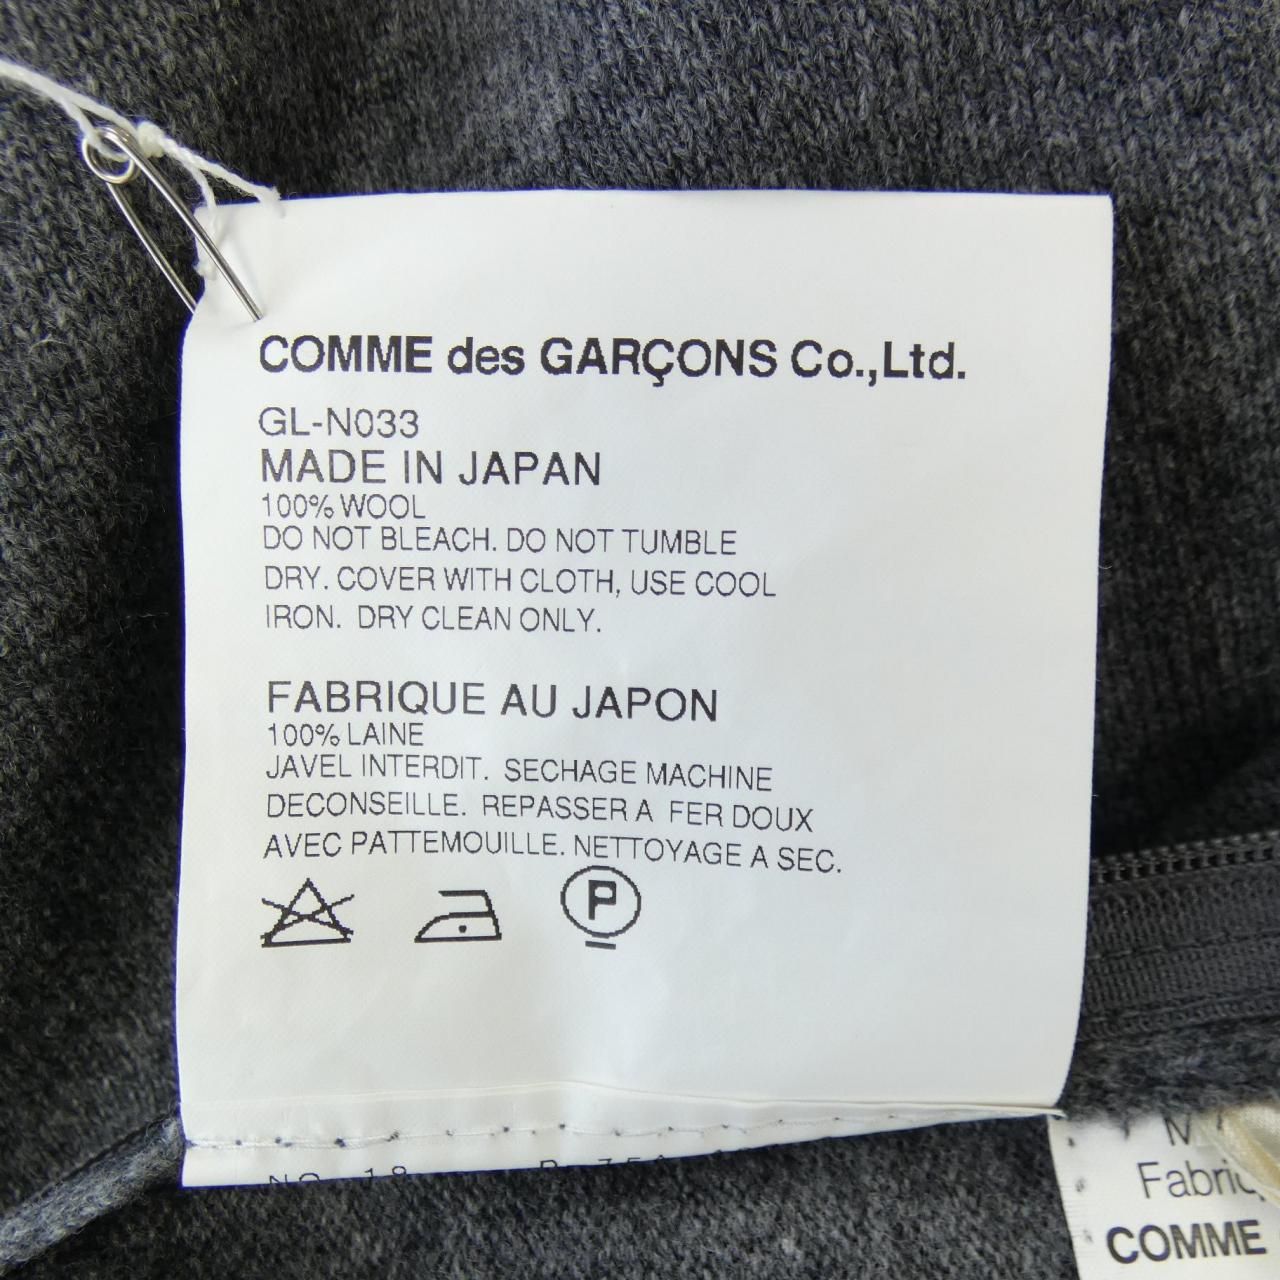 COMME des GARÇONS Co.,Ltd.
GL-N033
MADE IN JAPAN
100% WOOL
DO NOT BLEACH. DO NOT TUMBLE
DRY. COVER WITH CLOTH, USE COOL
IRON. DRY CLEAN ONLY.
FABRIQUE AU JAPON
100% LAINE
JAVEL INTERDIT. SECHAGE MACHINE
DECONSEILLE. REPASSER A FER DOUX
AVEC PATTEMOUILLE. NETTOYAGE A SEC.
P
COMME